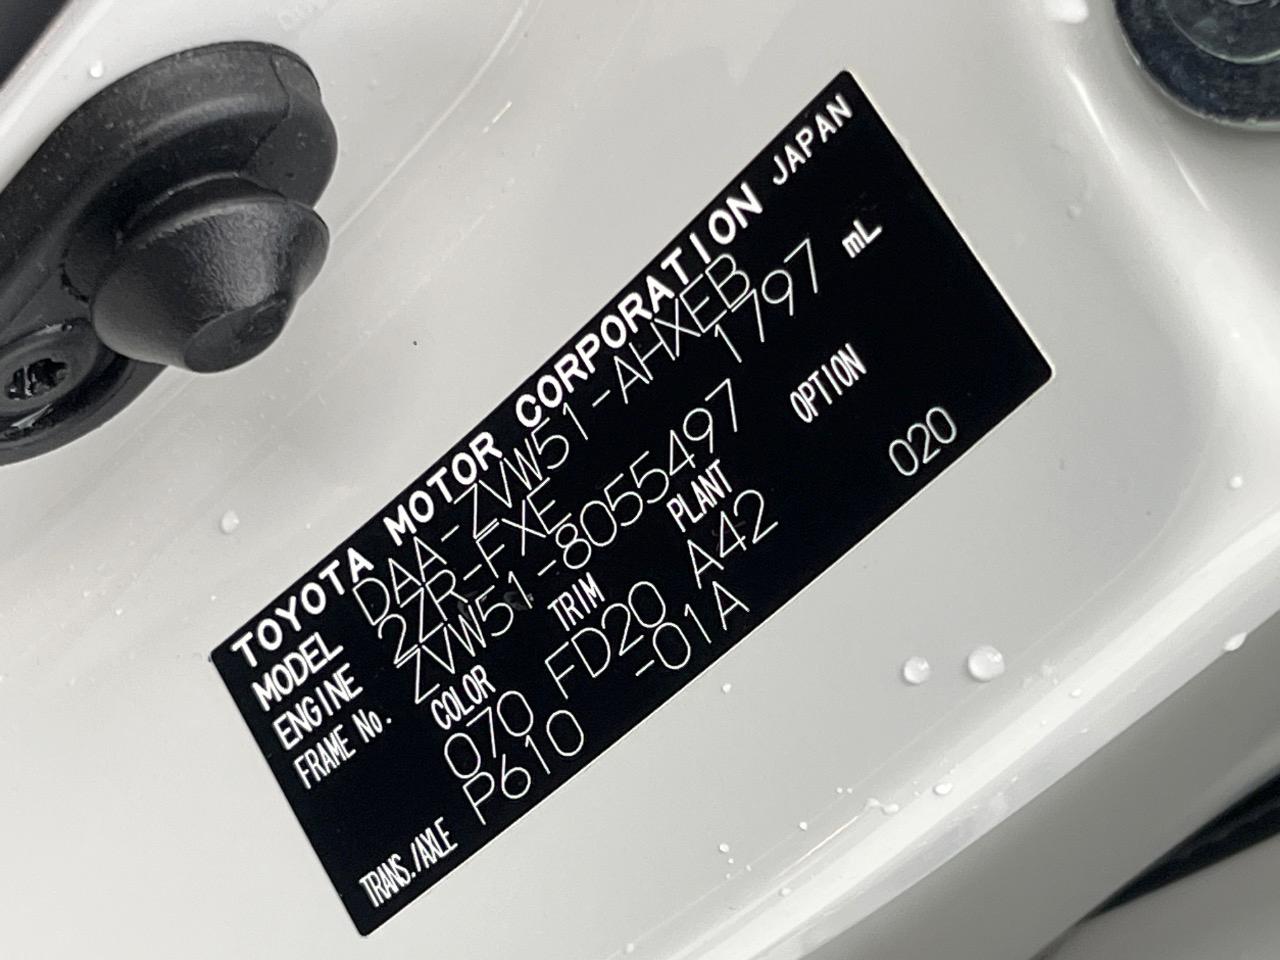 TOYOTA MOTOR CORPORATION JAPAN
MODEL DAA-ZVW51-AHXEB
ENGINE 2ZR-FXE 1797 mL
FRAME No. ZVW51-8055497
COLOR TRIM PLANT OPTION
070 FD20 A42 020
TRANS./AXLE P610 -01A